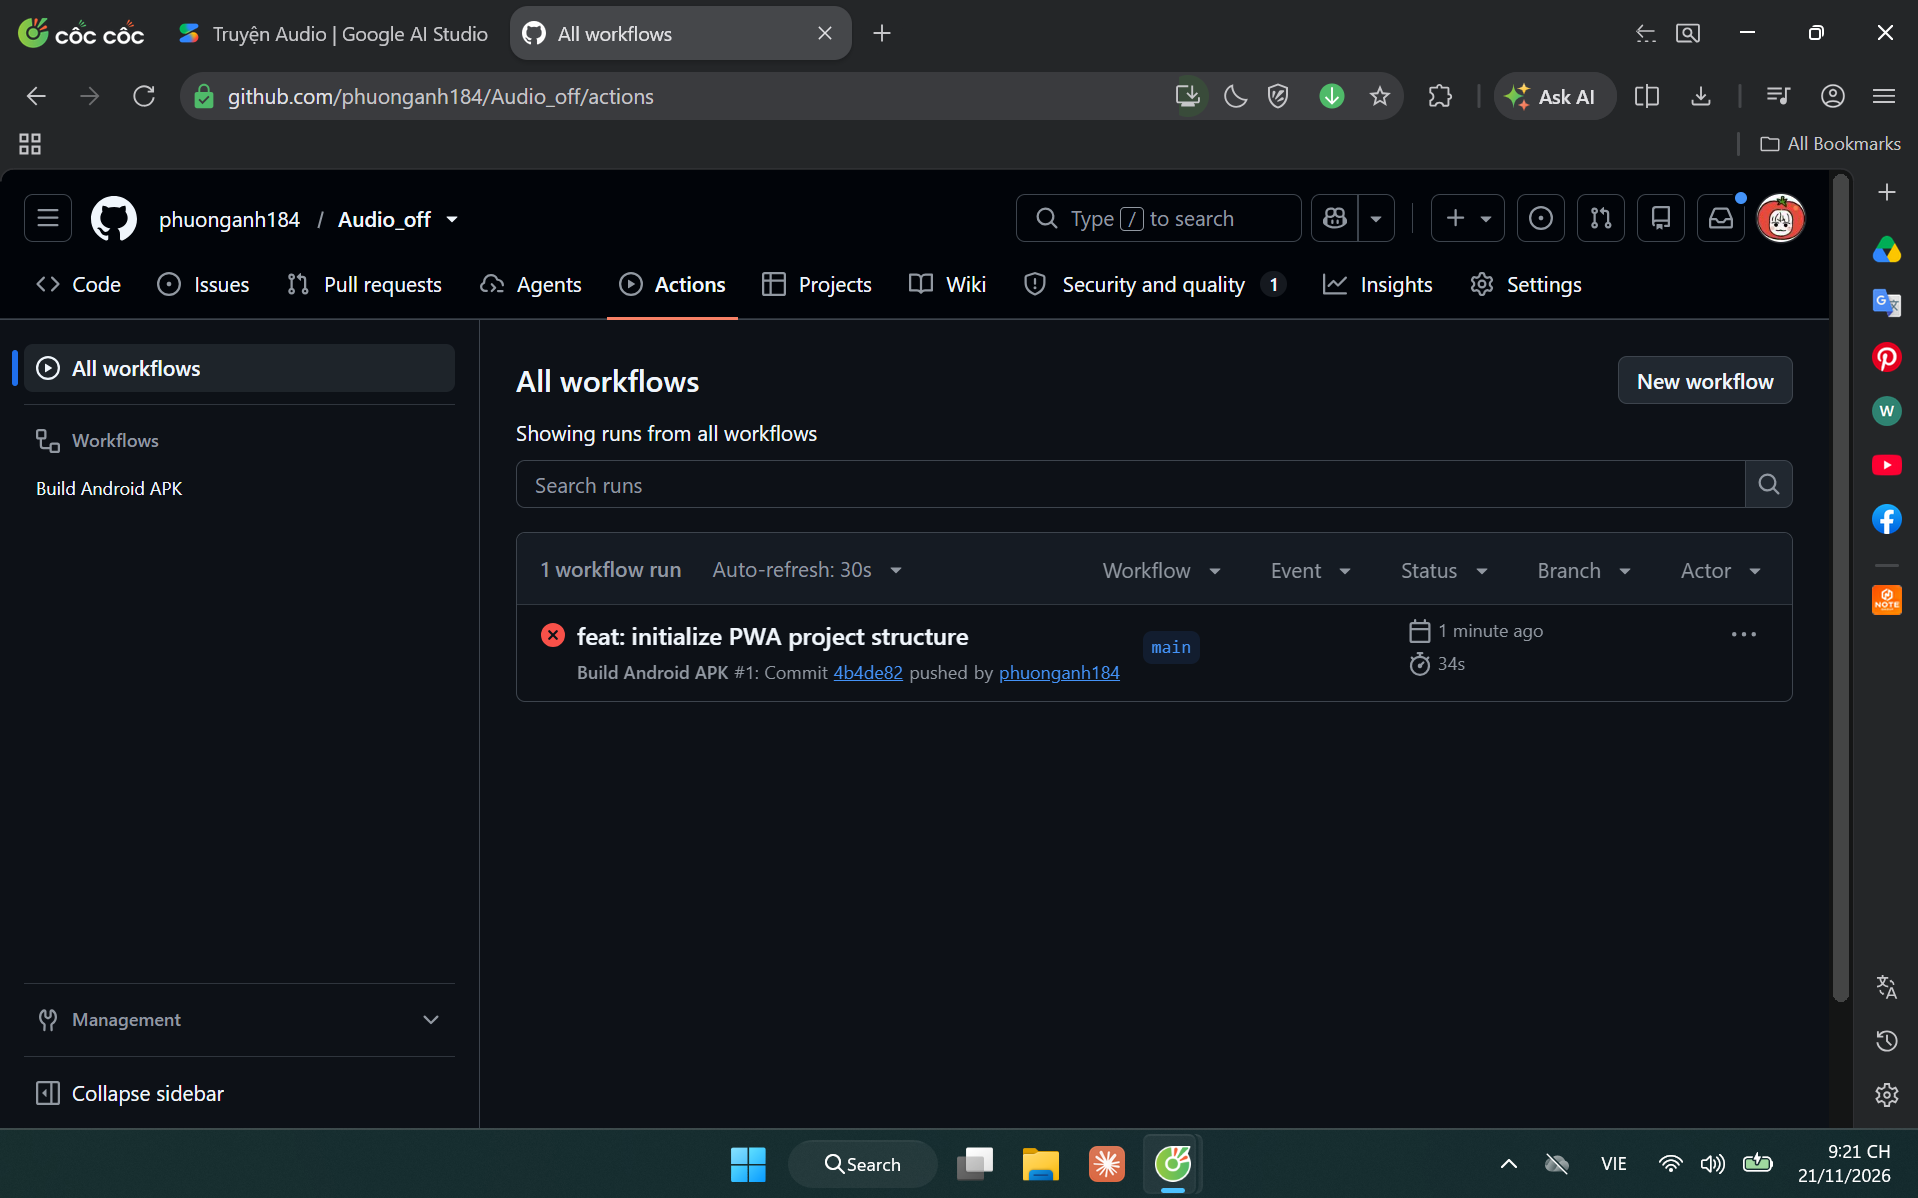 cốc cốc
Truyện Audio | Google AI Studio
All workflows
github.com/phuonganh184/Audio_off/actions
Ask AI
All Bookmarks
phuonganh184 / Audio_off
Type / to search
Code
Issues
Pull requests
Agents
Actions
Projects
Wiki
Security and quality 1
Insights
Settings
All workflows
Workflows
Build Android APK
Management
Collapse sidebar
All workflows
New workflow
Showing runs from all workflows
Search runs
1 workflow run
Auto-refresh: 30s
Workflow
Event
Status
Branch
Actor
feat: initialize PWA project structure
Build Android APK #1: Commit 4b4de82 pushed by phuonganh184
main
1 minute ago
34s
W
NOTE
Search
VIE
9:21 CH
21/11/2026